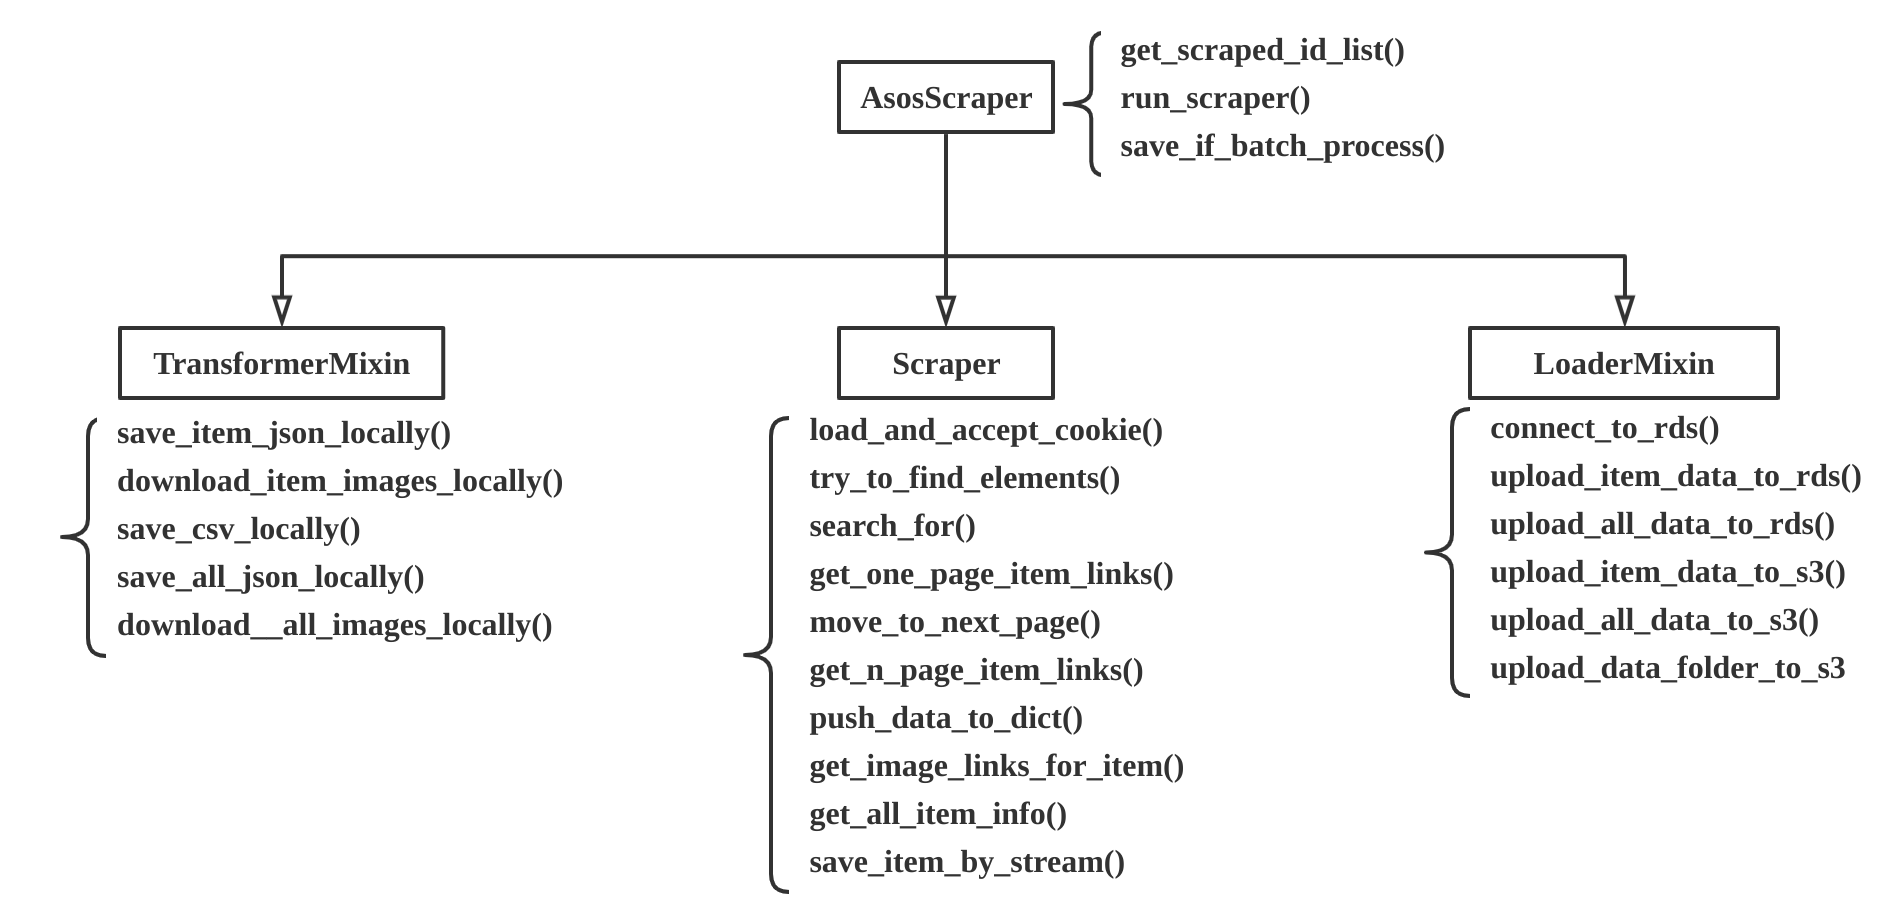 AsosScraper
get_scraped_id_list()
run_scraper()
save_if_batch_process()
TransformerMixin
save_item_json_locally()
download_item_images_locally()
save_csv_locally()
save_all_json_locally()
download__all_images_locally()
Scraper
load_and_accept_cookie()
try_to_find_elements()
search_for()
get_one_page_item_links()
move_to_next_page()
get_n_page_item_links()
push_data_to_dict()
get_image_links_for_item()
get_all_item_info()
save_item_by_stream()
LoaderMixin
connect_to_rds()
upload_item_data_to_rds()
upload_all_data_to_rds()
upload_item_data_to_s3()
upload_all_data_to_s3()
upload_data_folder_to_s3